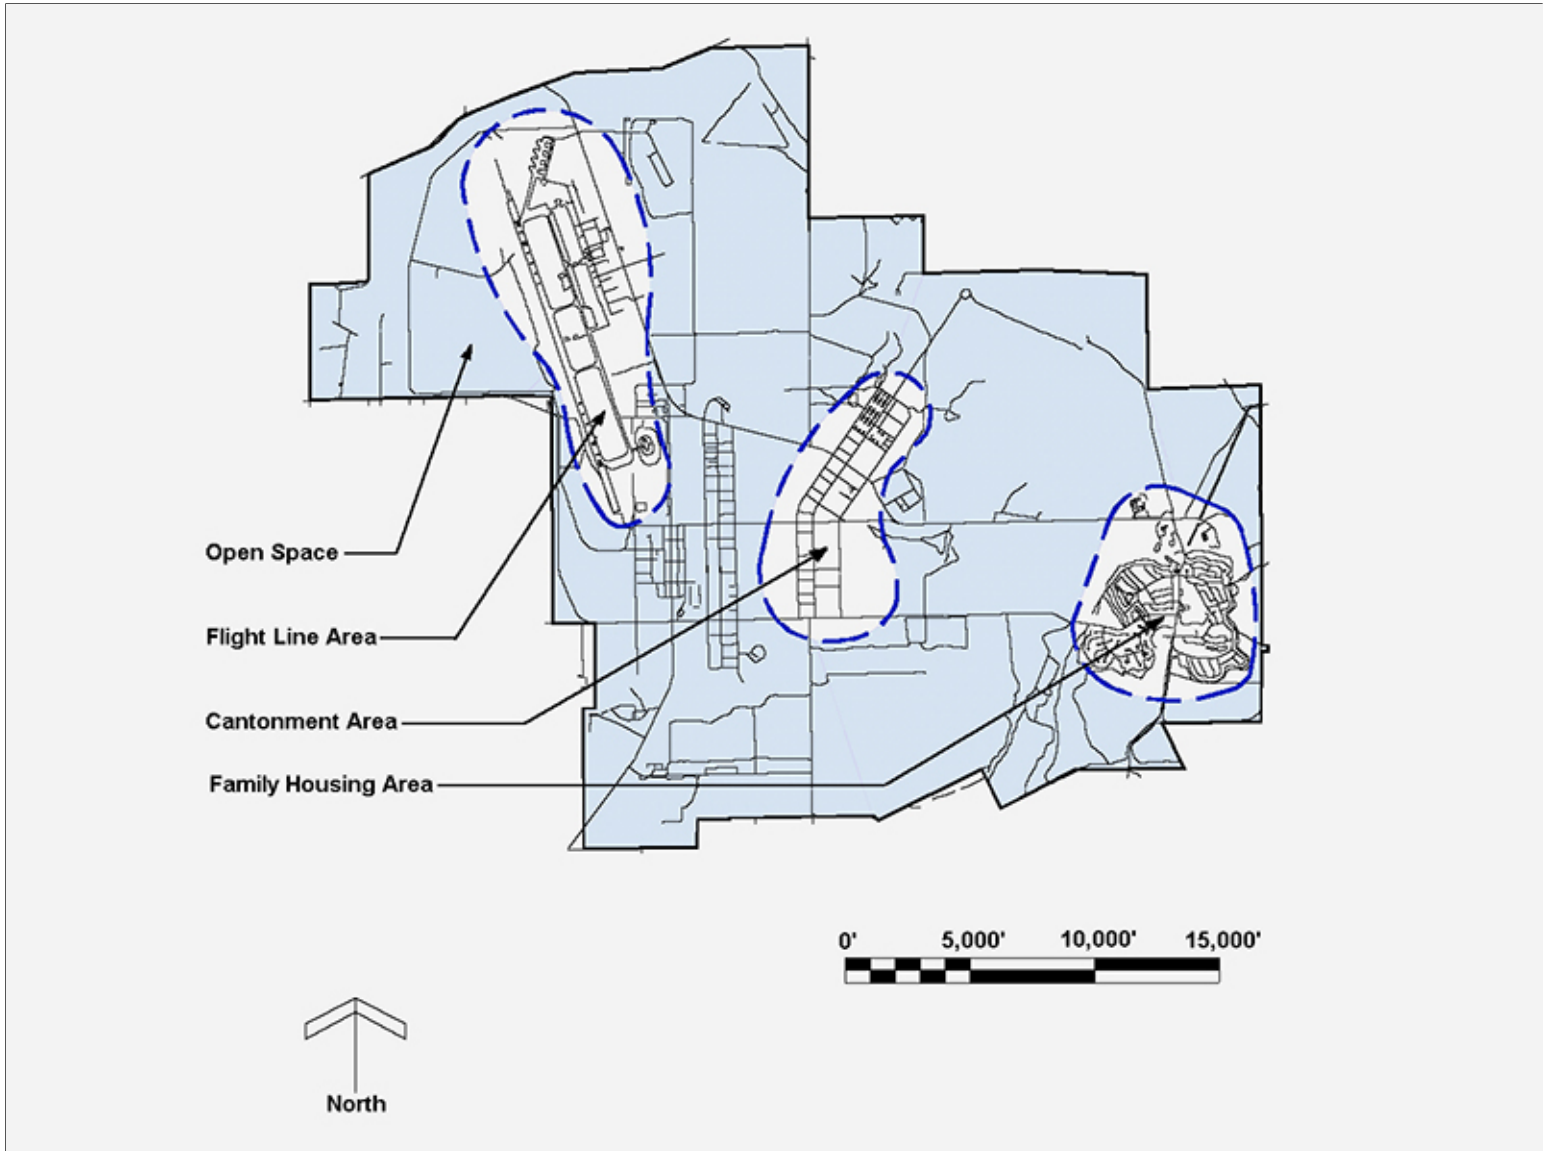 Open Space
Flight Line Area
Cantonment Area
Family Housing Area
0' 5,000' 10,000' 15,000'
North